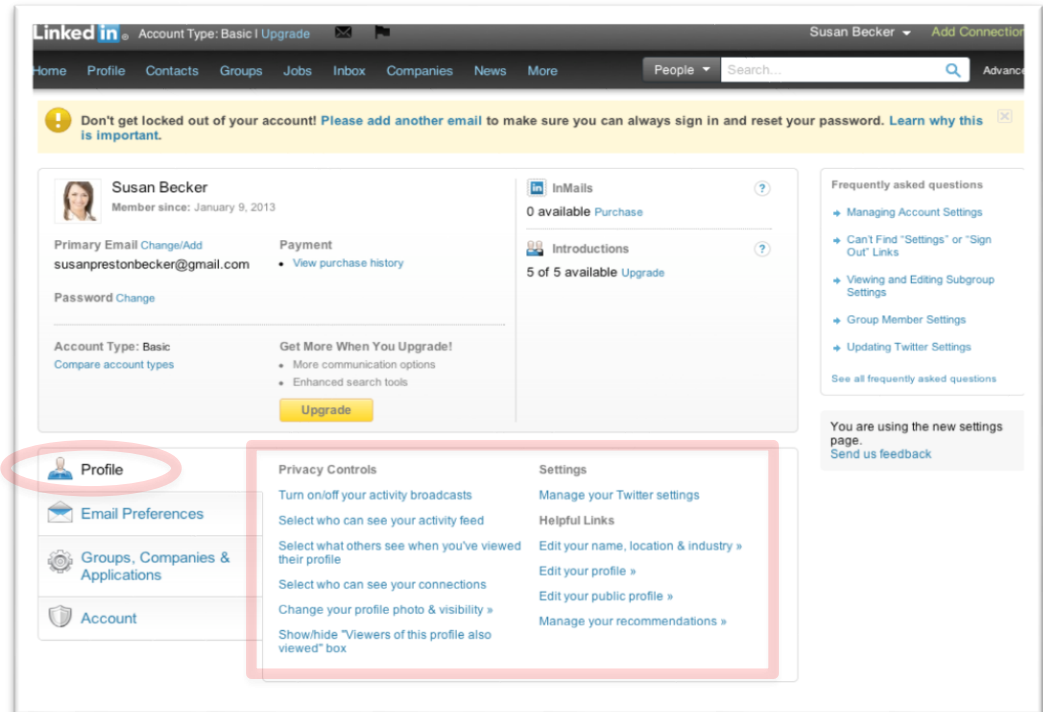 Linked in ® Account Type: Basic | Upgrade
Susan Becker Add Connection
Home Profile Contacts Groups Jobs Inbox Companies News More People Search... Advance
Don't get locked out of your account! Please add another email to make sure you can always sign in and reset your password. Learn why this
is important.
Susan Becker
Member since: January 9, 2013
Primary Email Change/Add
susanprestonbecker@gmail.com
Password Change
Payment
• View purchase history
Account Type: Basic
Compare account types
Get More When You Upgrade!
• More communication options
• Enhanced search tools
Upgrade
in InMails ?
0 available Purchase
Introductions ?
5 of 5 available Upgrade
Frequently asked questions
Managing Account Settings
Can't Find "Settings" or "Sign
Out" Links
Viewing and Editing Subgroup
Settings
Group Member Settings
Updating Twitter Settings
See all frequently asked questions
You are using the new settings
page.
Send us feedback
Profile
Email Preferences
Groups, Companies &
Applications
Account
Privacy Controls
Turn on/off your activity broadcasts
Select who can see your activity feed
Select what others see when you've viewed
their profile
Select who can see your connections
Change your profile photo & visibility »
Show/hide "Viewers of this profile also
viewed" box
Settings
Manage your Twitter settings
Helpful Links
Edit your name, location & industry »
Edit your profile »
Edit your public profile »
Manage your recommendations »